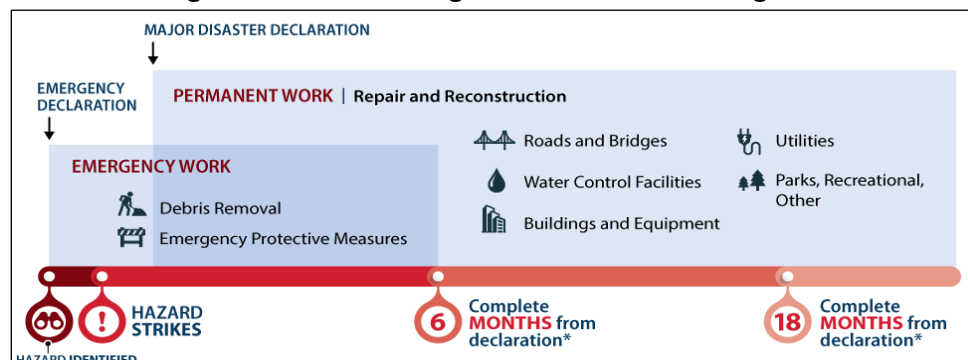 MAJOR DISASTER DECLARATION
EMERGENCY
DECLARATION
PERMANENT WORK | Repair and Reconstruction
Roads and Bridges
Utilities
EMERGENCY WORK
Water Control Facilities
Parks, Recreational,
Other
Debris Removal
Buildings and Equipment
Emergency Protective Measures
HAZARD
STRIKES
6
Complete
MONTHS from
declaration*
18
Complete
MONTHS from
declaration*
HAZARD IDENTIFIED